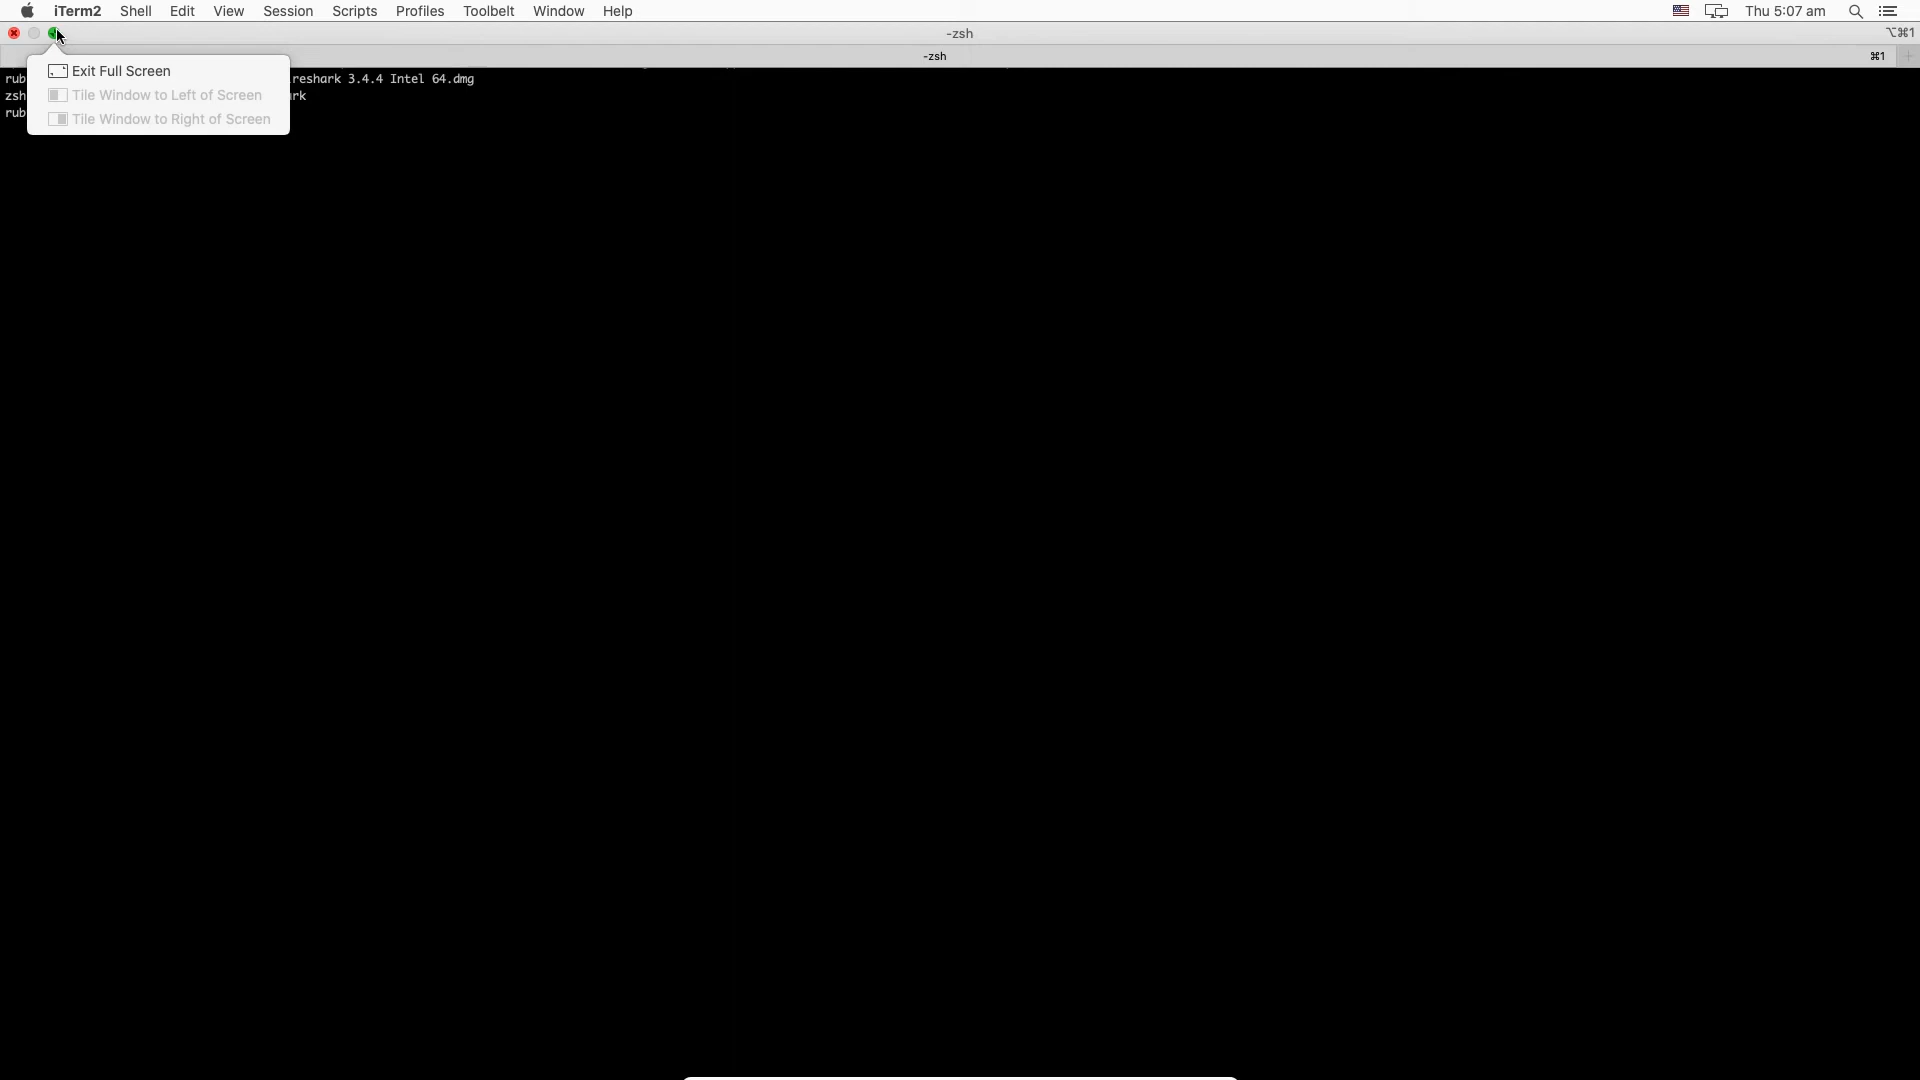 iTerm2 Shell Edit View Session Scripts Profiles Toolbelt Window Help Thu 5:07 am
-zsh ⌥⌘1
-zsh ⌘1
Exit Full Screen
Tile Window to Left of Screen
Tile Window to Right of Screen
rub reshark 3.4.4 Intel 64.dmg
zsh rk
rub